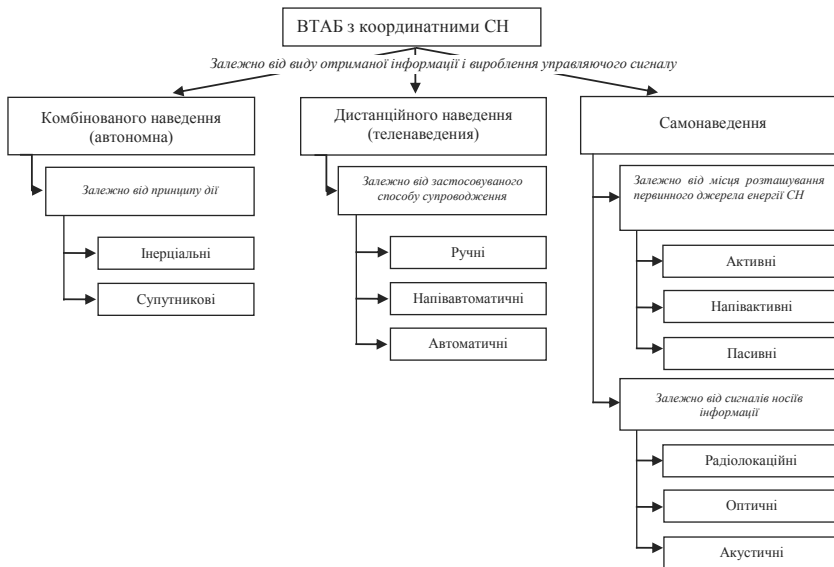 ВТАБ з координатними СН
Залежно від виду отриманої інформації і вироблення управляючого сигналу
Комбінованого наведення
(автономна)
Залежно від принципу дії
Інерціальні
Супутникові
Дистанційного наведення
(теленаведения)
Залежно від застосовуваного
способу супроводження
Ручні
Напівавтоматичні
Автоматичні
Самонаведення
Залежно від місця розташування
первинного джерела енергії СН
Активні
Напівактивні
Пасивні
Залежно від сигналів носіїв
інформації
Радіолокаційні
Оптичні
Акустичні